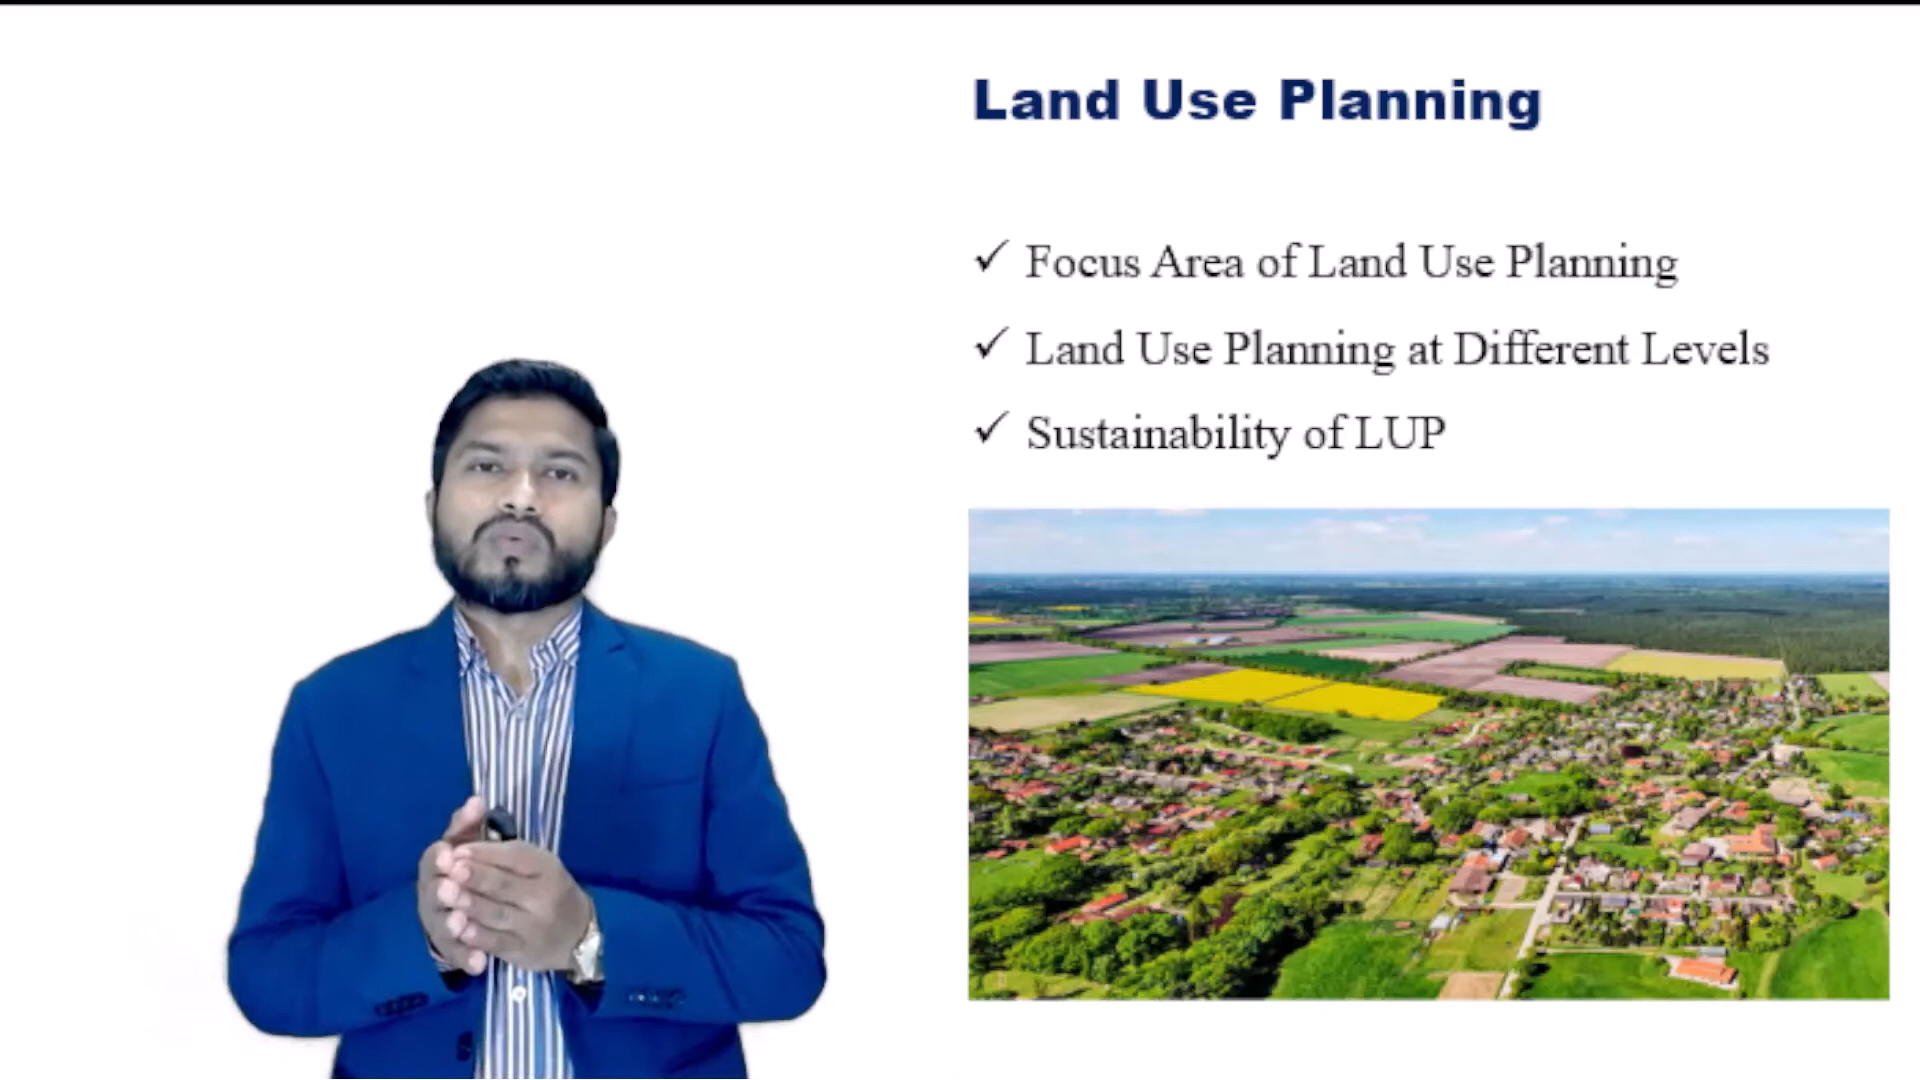 Land Use Planning
✓ Focus Area of Land Use Planning
✓ Land Use Planning at Different Levels
✓ Sustainability of LUP